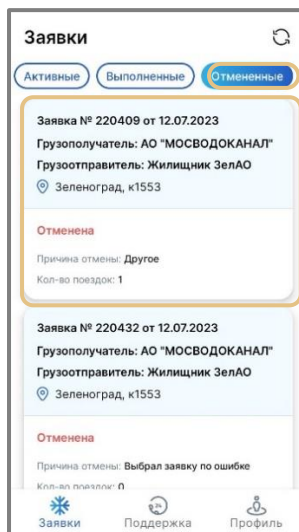 Заявки
Активные Выполненные Отмененные
Заявка № 220409 от 12.07.2023
Грузополучатель: АО "МОСВОДОКАНАЛ"
Грузоотправитель: Жилищник ЗелАО
Зеленоград, к1553
Отменена
Причина отмены: Другое
Кол-во поездок: 1
Заявка № 220432 от 12.07.2023
Грузополучатель: АО "МОСВОДОКАНАЛ"
Грузоотправитель: Жилищник ЗелАО
Зеленоград, к1553
Отменена
Причина отмены: Выбрал заявку по ошибке
Кол-во поездок: 0
Заявки Поддержка Профиль